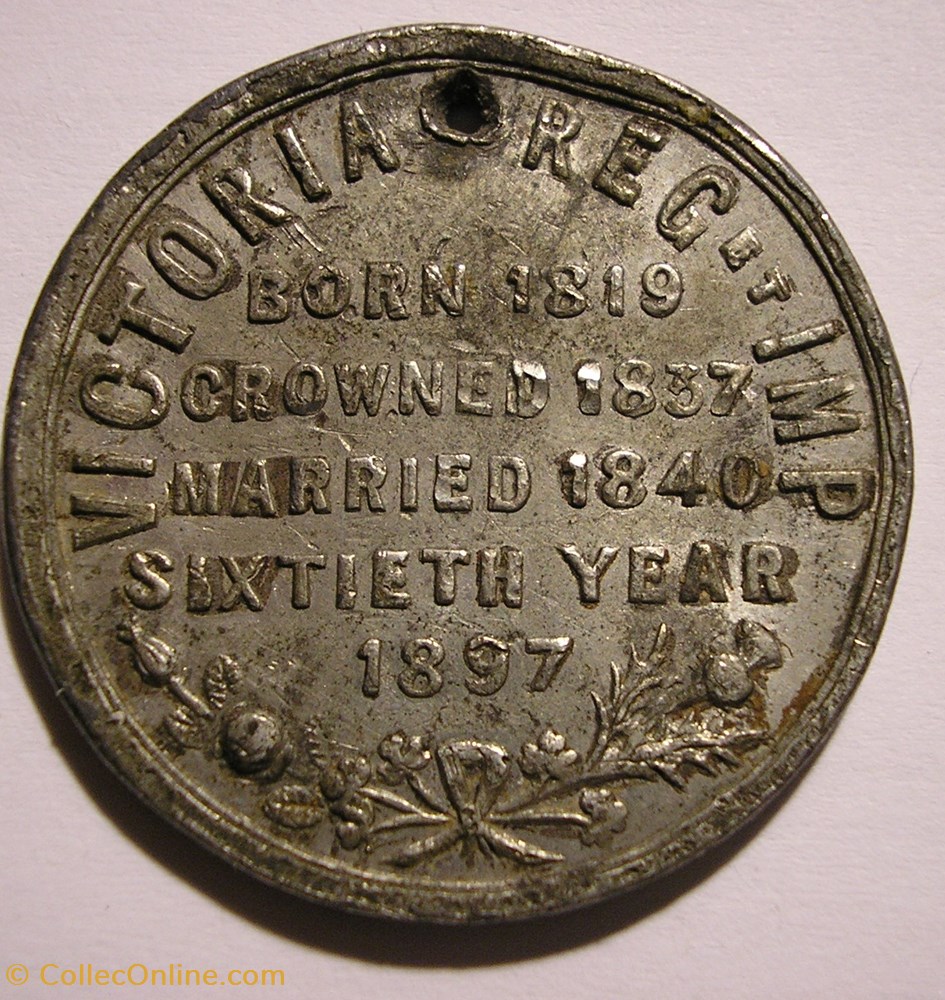 VICTORIA REG ET IMP
BORN 1819
CROWNED 1837
MARRIED 1840
SIXTIETH YEAR
1897
© CollecOnline.com